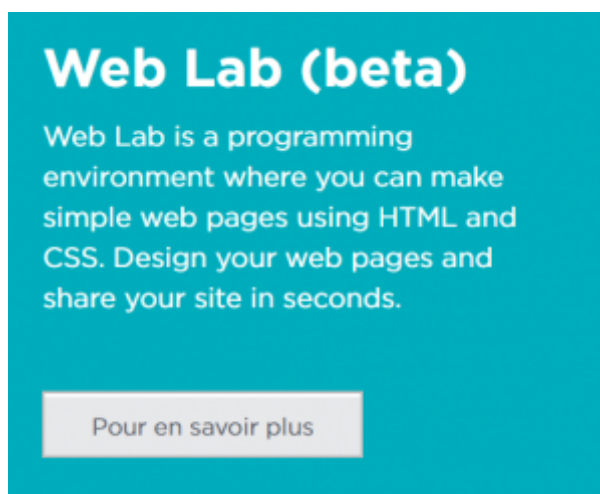 Web Lab (beta)
Web Lab is a programming
environment where you can make
simple web pages using HTML and
CSS. Design your web pages and
share your site in seconds.
Pour en savoir plus